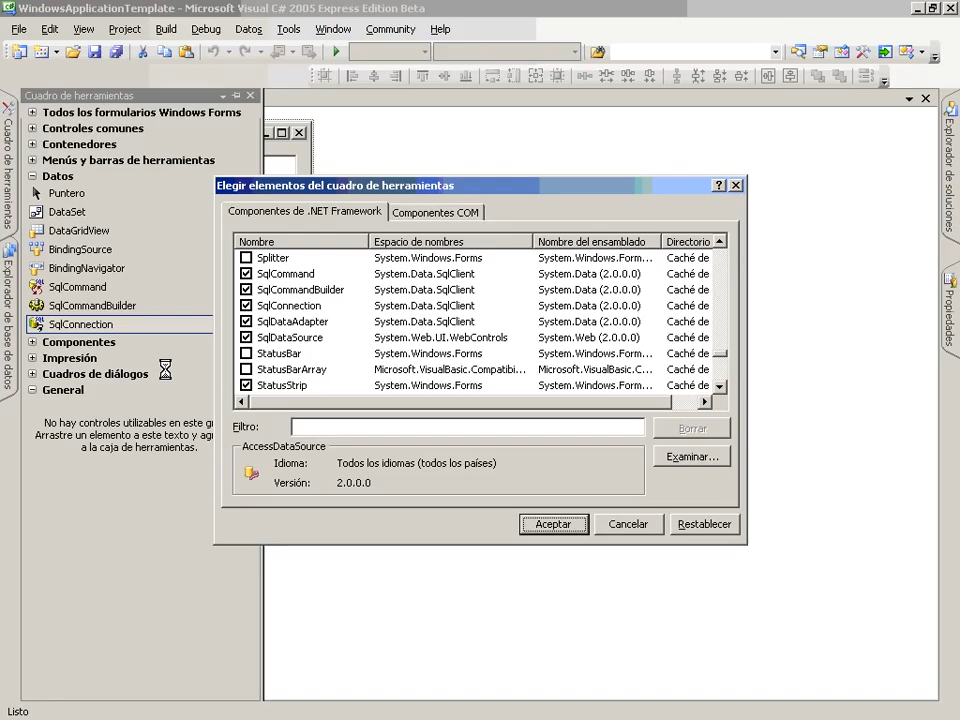 WindowsApplicationTemplate - Microsoft Visual C# 2005 Express Edition Beta
File Edit View Project Build Debug Datos Tools Window Community Help
Cuadro de herramientas
Todos los formularios Windows Forms
Controles comunes
Contenedores
Menús y barras de herramientas
Datos
Puntero
DataSet
DataGridView
BindingSource
BindingNavigator
SqlCommand
SqlCommandBuilder
SqlConnection
Componentes
Impresión
Cuadros de diálogos
General
No hay controles utilizables en este gr
Arrastre un elemento a este texto y agr
a la caja de herramientas.
Cuadro de herramientas
Explorador de base de datos
Elegir elementos del cuadro de herramientas
Componentes de .NET Framework Componentes COM
Nombre Espacio de nombres Nombre del ensamblado Directorio
Splitter System.Windows.Forms System.Windows.Form... Caché de
SqlCommand System.Data.SqlClient System.Data (2.0.0.0) Caché de
SqlCommandBuilder System.Data.SqlClient System.Data (2.0.0.0) Caché de
SqlConnection System.Data.SqlClient System.Data (2.0.0.0) Caché de
SqlDataAdapter System.Data.SqlClient System.Data (2.0.0.0) Caché de
SqlDataSource System.Web.UI.WebControls System.Web (2.0.0.0) Caché de
StatusBar System.Windows.Forms System.Windows.Form... Caché de
StatusBarArray Microsoft.VisualBasic.Compatibi... Microsoft.VisualBasic.C... Caché de
StatusStrip System.Windows.Forms System.Windows.Form... Caché de
Filtro: Borrar
AccessDataSource
Idioma: Todos los idiomas (todos los países)
Versión: 2.0.0.0
Examinar...
Aceptar Cancelar Restablecer
Explorador de soluciones
Propiedades
Listo